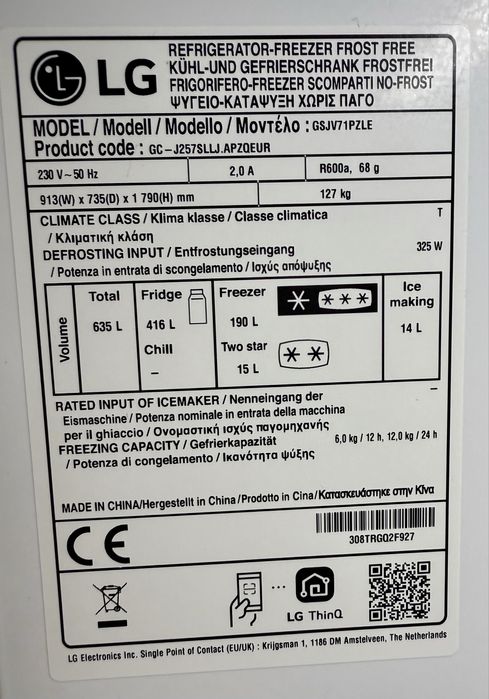 LG
REFRIGERATOR-FREEZER FROST FREE
KÜHL-UND GEFRIERSCHRANK FROSTFREI
FRIGORIFERO-FREEZER SCOMPARTI NO-FROST
ΨΥΓΕΙΟ-ΚΑΤΑΨΥΞΗ ΧΩΡΙΣ ΠΑΓΟ
MODEL / Modell / Modello / Μοντέλο : GSJV71PZLE
Product code : GC-J257SLLJ.APZQEUR
230 V~50 Hz 2,0 A R600a, 68 g
913(W) x 735(D) x 1 790(H) mm 127 kg
CLIMATE CLASS / Klima klasse / Classe climatica T
/ Κλιματική κλάση
DEFROSTING INPUT / Entfrostungseingang 325 W
/ Potenza in entrata di scongelamento / Ισχύς απόψυξης
Volume
Total
635 L
Fridge
416 L
Chill
–
Freezer
190 L
Two star
15 L
Ice
making
14 L
RATED INPUT OF ICEMAKER / Nenneingang der –
Eismaschine / Potenza nominale in entrata della macchina
per il ghiaccio / Ονομαστική ισχύς παγομηχανής
FREEZING CAPACITY / Gefrierkapazität 6,0 kg / 12 h, 12,0 kg / 24 h
/ Potenza di congelamento / Ικανότητα ψύξης
MADE IN CHINA/Hergestellt in China/Prodotto in Cina/Κατασκευάστηκε στην Κίνα
CE
308TRGQ2F927
LG ThinQ
LG Electronics Inc. Single Point of Contact (EU/UK) : Krijgsman 1, 1186 DM Amstelveen, The Netherlands